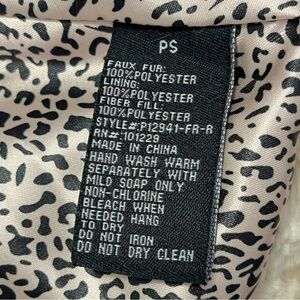 PS
FAUX FUR:
100%POLYESTER
LINING:
100%POLYESTER
FIBER FILL:
100%POLYESTER
STYLE#:P12941-FR-R
RN#:101229
MADE IN CHINA
HAND WASH WARM
SEPARATELY WITH
MILD SOAP ONLY
NON-CHLORINE
BLEACH WHEN
NEEDED HANG
TO DRY
DO NOT IRON
DO NOT DRY CLEAN